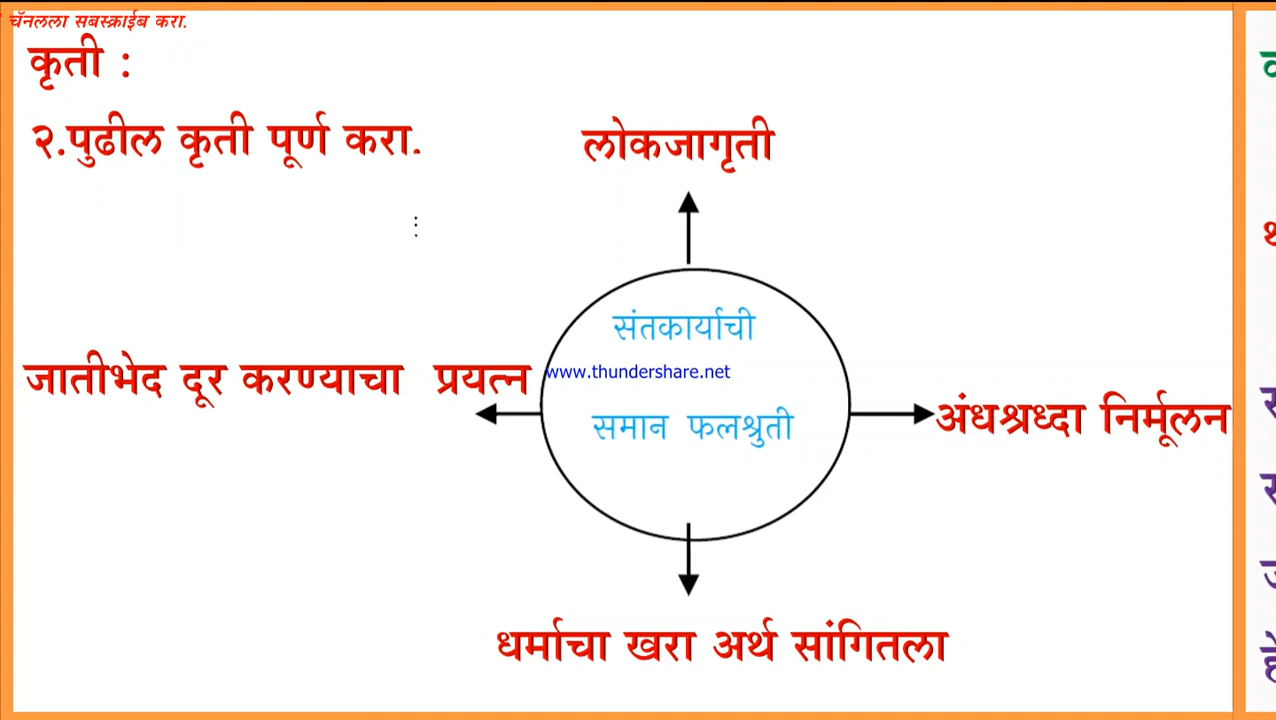 चॅनलला सबस्क्राईब करा.
कृती :
२.पुढील कृती पूर्ण करा.
लोकजागृती
संतकार्याची
जातीभेद दूर करण्याचा प्रयत्न
www.thundershare.net
समान फलश्रुती
अंधश्रध्दा निर्मूलन
धर्माचा खरा अर्थ सांगितला